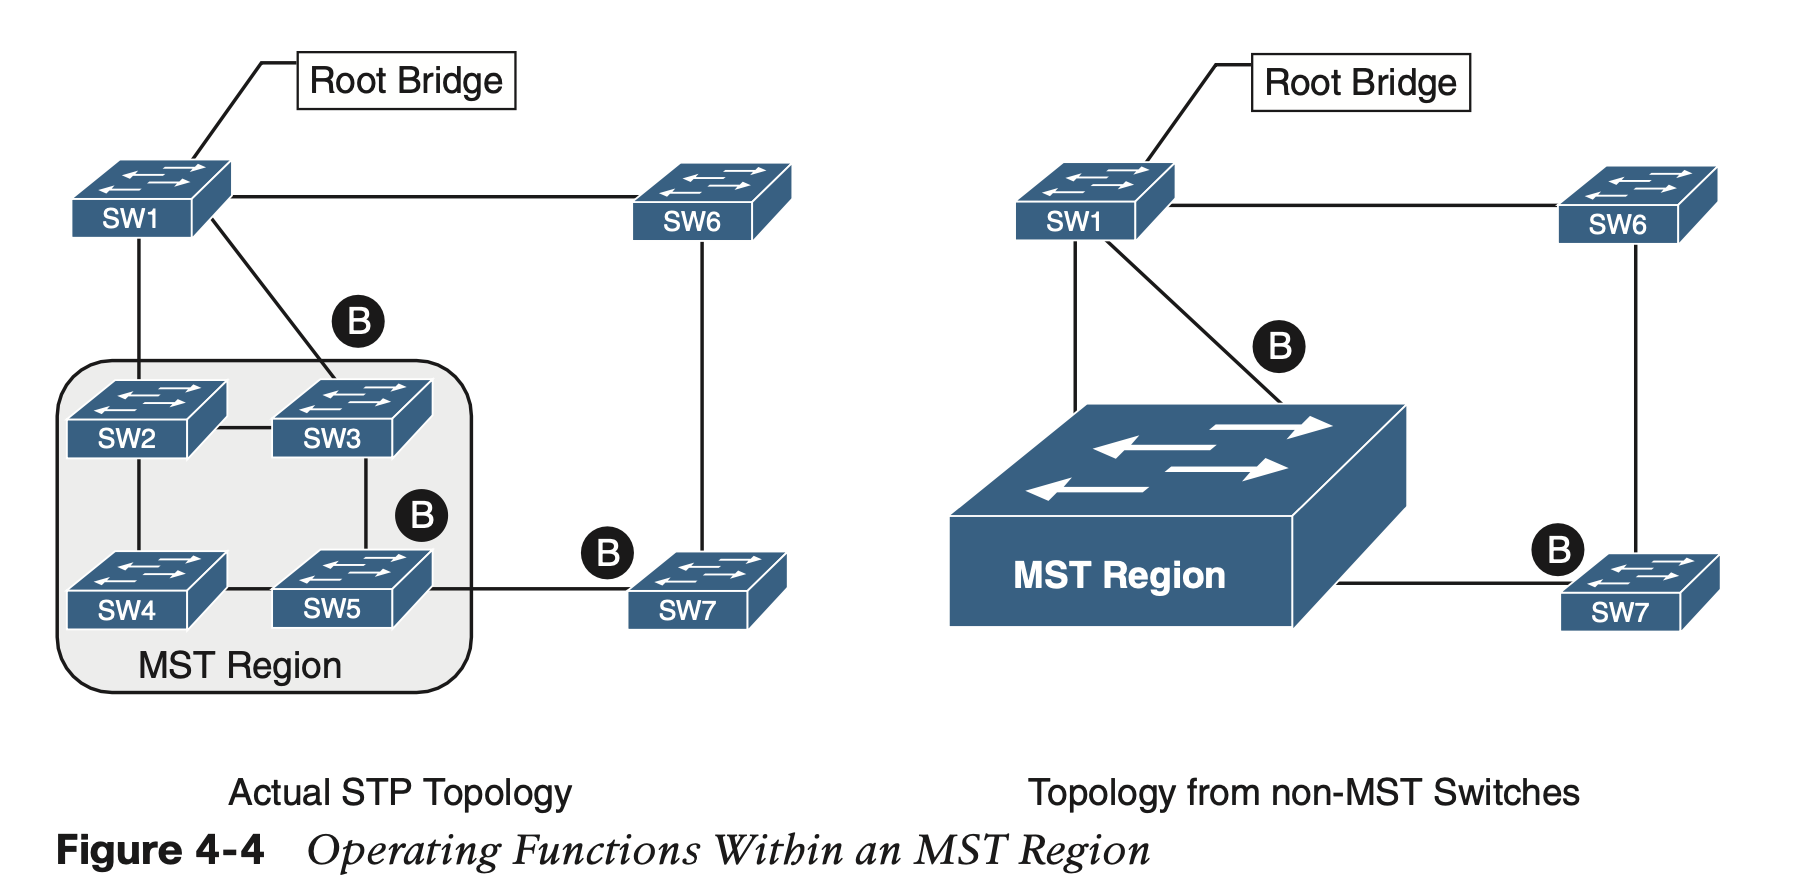 Root Bridge
SW1
SW6
B
SW2
SW3
B
B
SW4
SW5
SW7
MST Region
Actual STP Topology
Root Bridge
SW1
SW6
B
B
MST Region
SW7
Topology from non-MST Switches
Figure 4-4 Operating Functions Within an MST Region